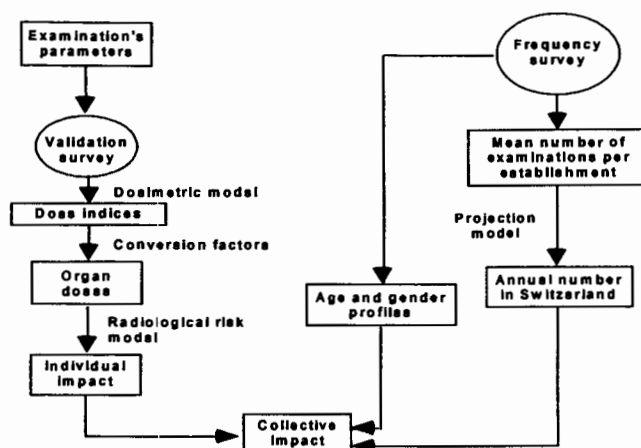 Examination's
parameters
Validation
survey
Dosimetric model
Doss indices
Conversion factors
Organ
doses
Radiological risk
model
Individual
impact
Frequency
survey
Mean number of
examinations per
establishment
Projection
model
Age and gender
profiles
Annual number
in Switzerland
Collective
impact